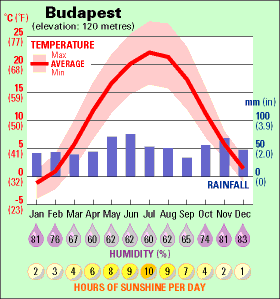 Budapest
°C (°F)
(elevation: 120 metres)
25
(77)
TEMPERATURE
Max
AVERAGE
Min
20
(68)
15
(59)
10
(50)
mm (in)
100
(3.9)
5
(41)
50
(2.0)
0
(32)
RAINFALL
0
(0)
-5
(23)
Jan Feb Mar Apr May Jun Jul Aug Sep Oct Nov Dec
81 76 67 60 62 62 60 62 67 74 81 83
HUMIDITY (%)
2 3 4 6 8 9 10 9 7 4 2 1
HOURS OF SUNSHINE PER DAY